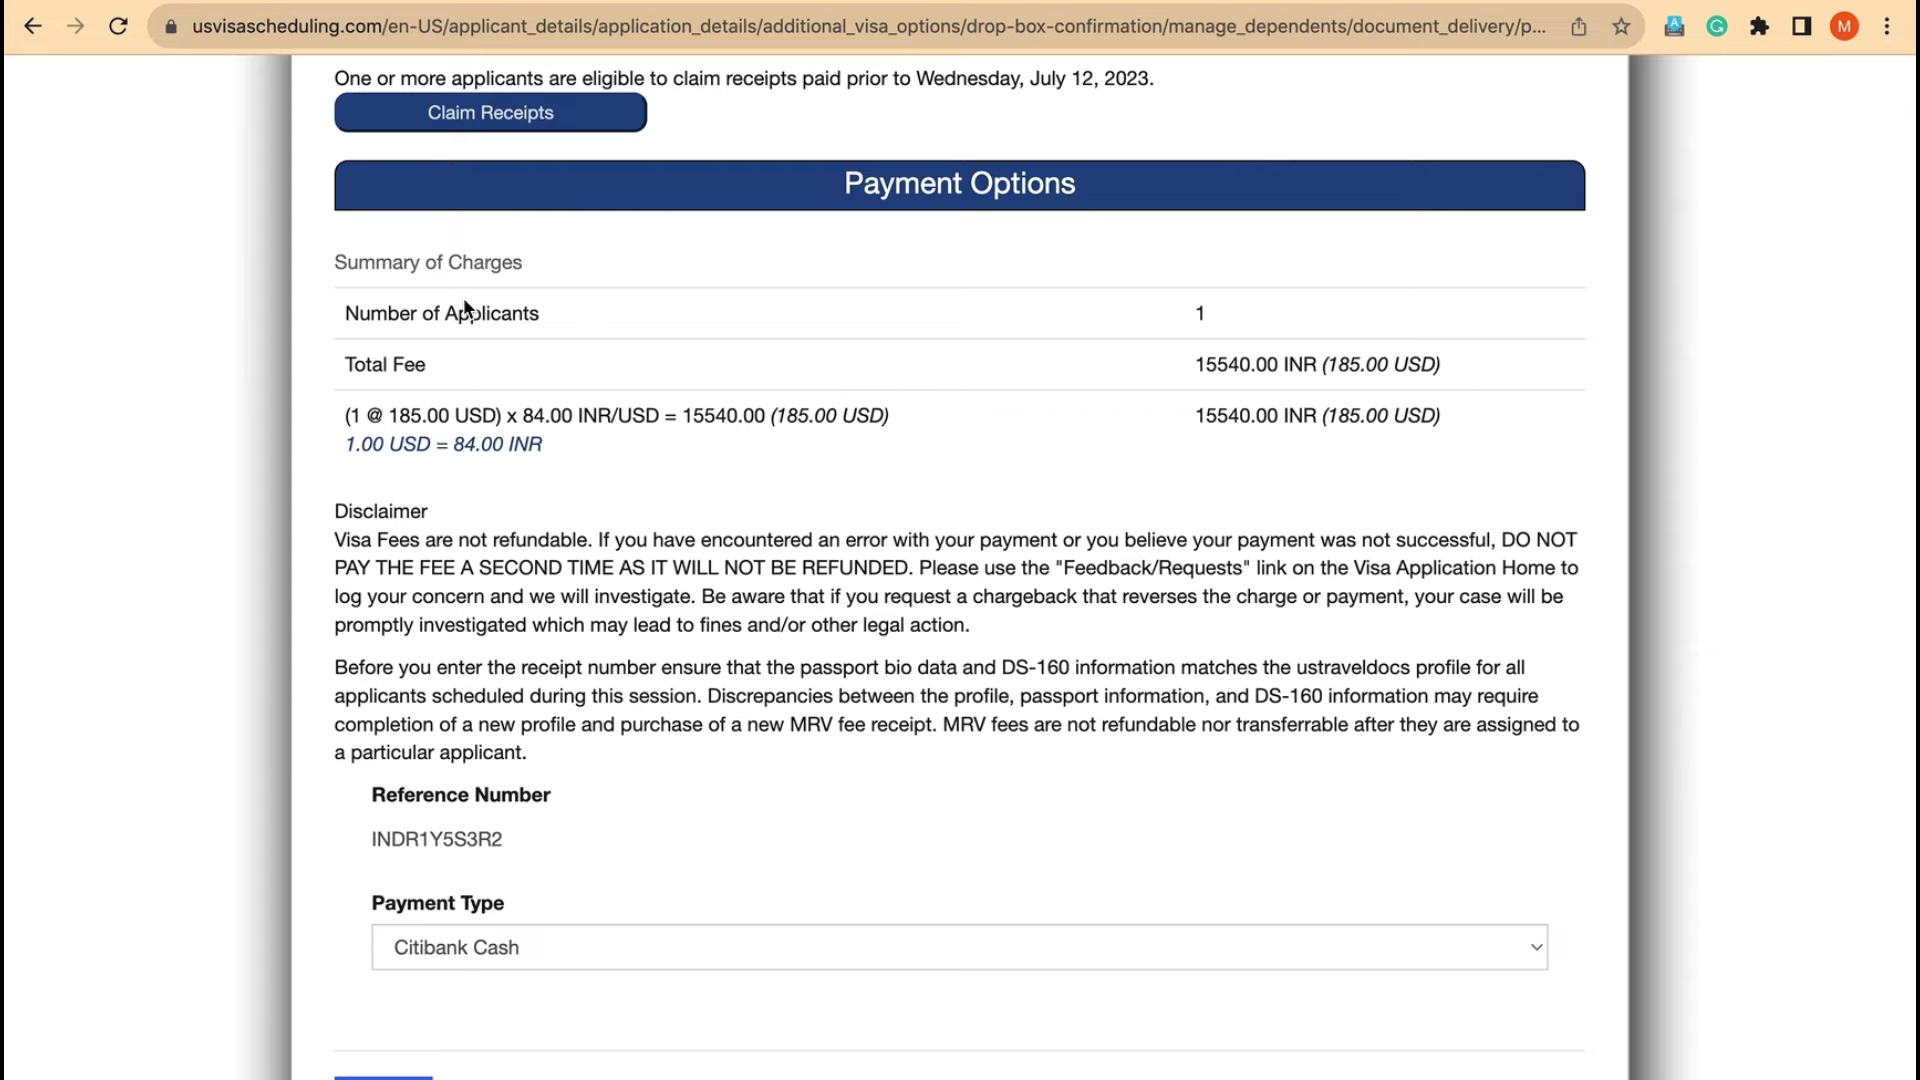 usvisascheduling.com/en-US/applicant_details/application_details/additional_visa_options/drop-box-confirmation/manage_dependents/document_delivery/p...
M
One or more applicants are eligible to claim receipts paid prior to Wednesday, July 12, 2023.
Claim Receipts
Payment Options
Summary of Charges
Number of Applicants 1
Total Fee 15540.00 INR (185.00 USD)
(1 @ 185.00 USD) x 84.00 INR/USD = 15540.00 (185.00 USD) 15540.00 INR (185.00 USD)
1.00 USD = 84.00 INR
Disclaimer
Visa Fees are not refundable. If you have encountered an error with your payment or you believe your payment was not successful, DO NOT
PAY THE FEE A SECOND TIME AS IT WILL NOT BE REFUNDED. Please use the "Feedback/Requests" link on the Visa Application Home to
log your concern and we will investigate. Be aware that if you request a chargeback that reverses the charge or payment, your case will be
promptly investigated which may lead to fines and/or other legal action.
Before you enter the receipt number ensure that the passport bio data and DS-160 information matches the ustraveldocs profile for all
applicants scheduled during this session. Discrepancies between the profile, passport information, and DS-160 information may require
completion of a new profile and purchase of a new MRV fee receipt. MRV fees are not refundable nor transferrable after they are assigned to
a particular applicant.
Reference Number
INDR1Y5S3R2
Payment Type
Citibank Cash